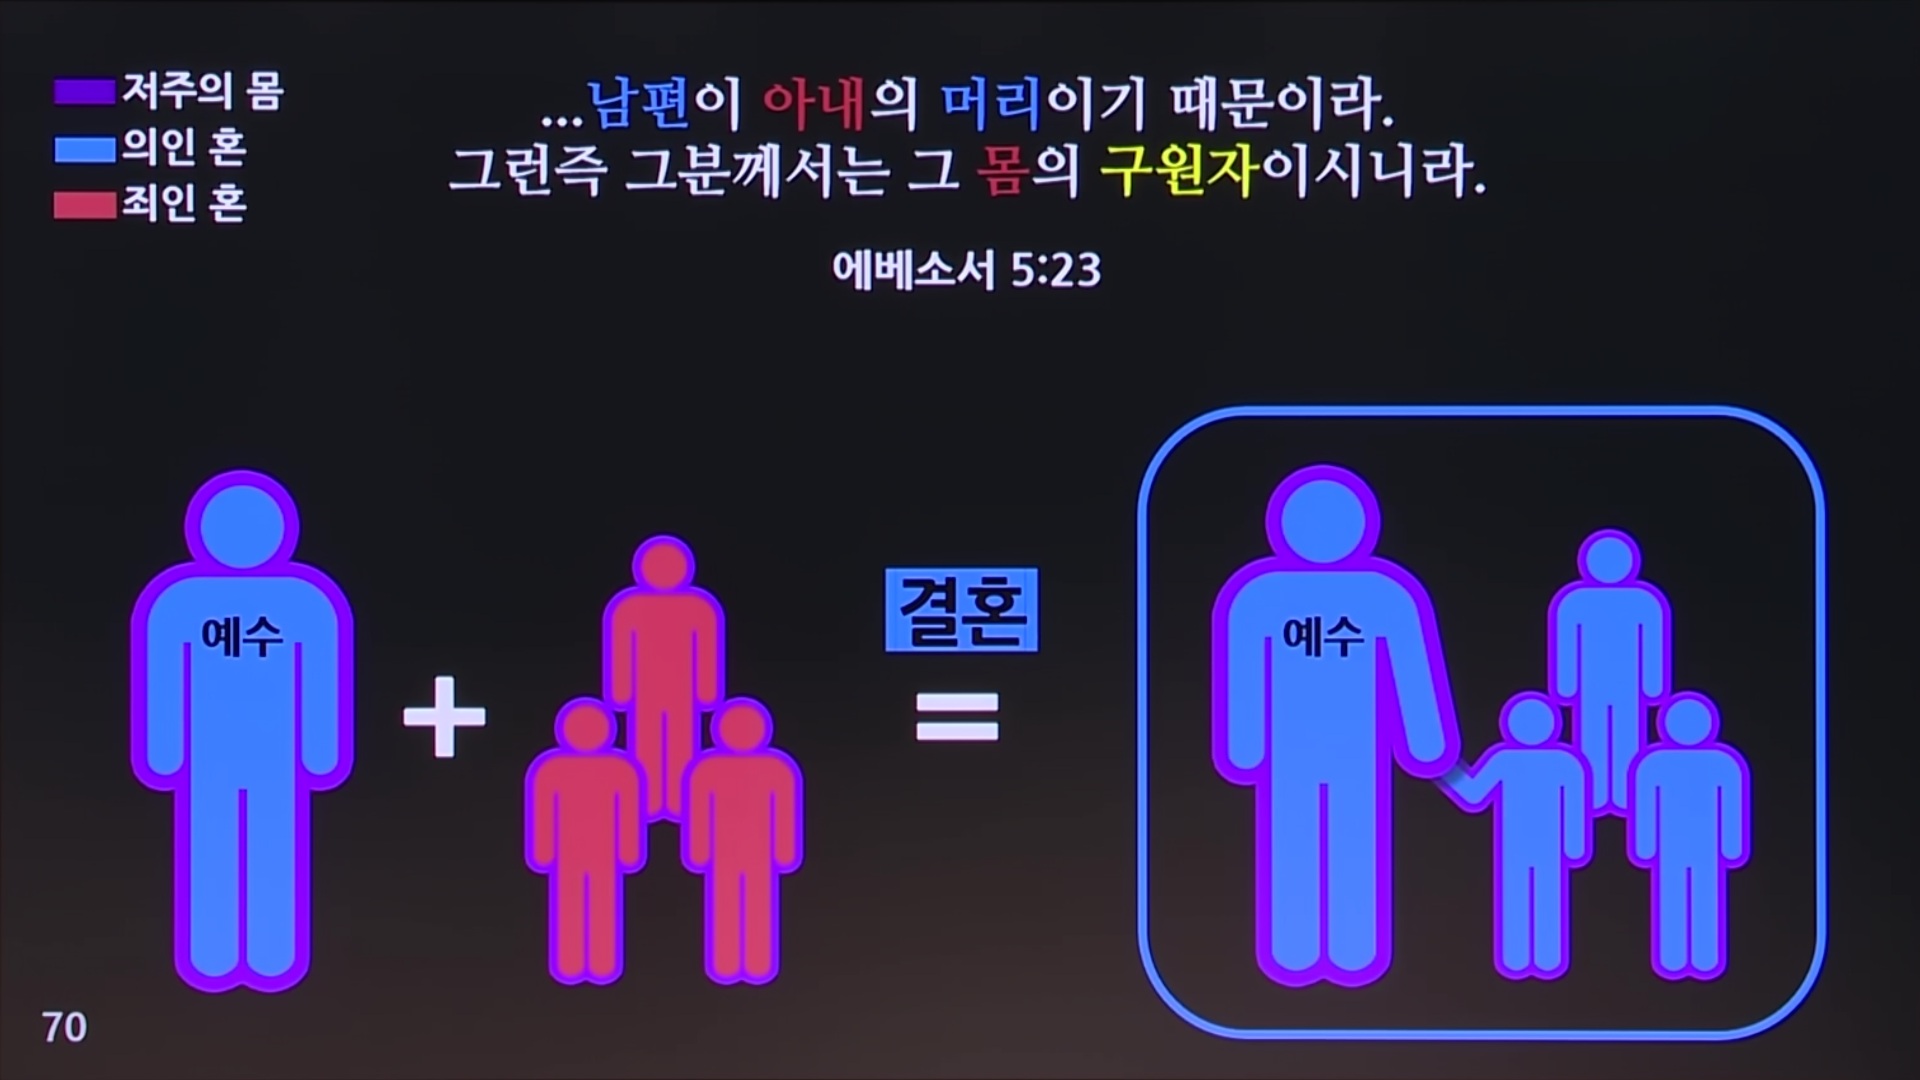 저주의 몸
의인 혼
죄인 혼
...남편이 아내의 머리이기 때문이라.
그런즉 그분께서는 그 몸의 구원자이시니라.
에베소서 5:23
예수
+
결혼
=
예수
70